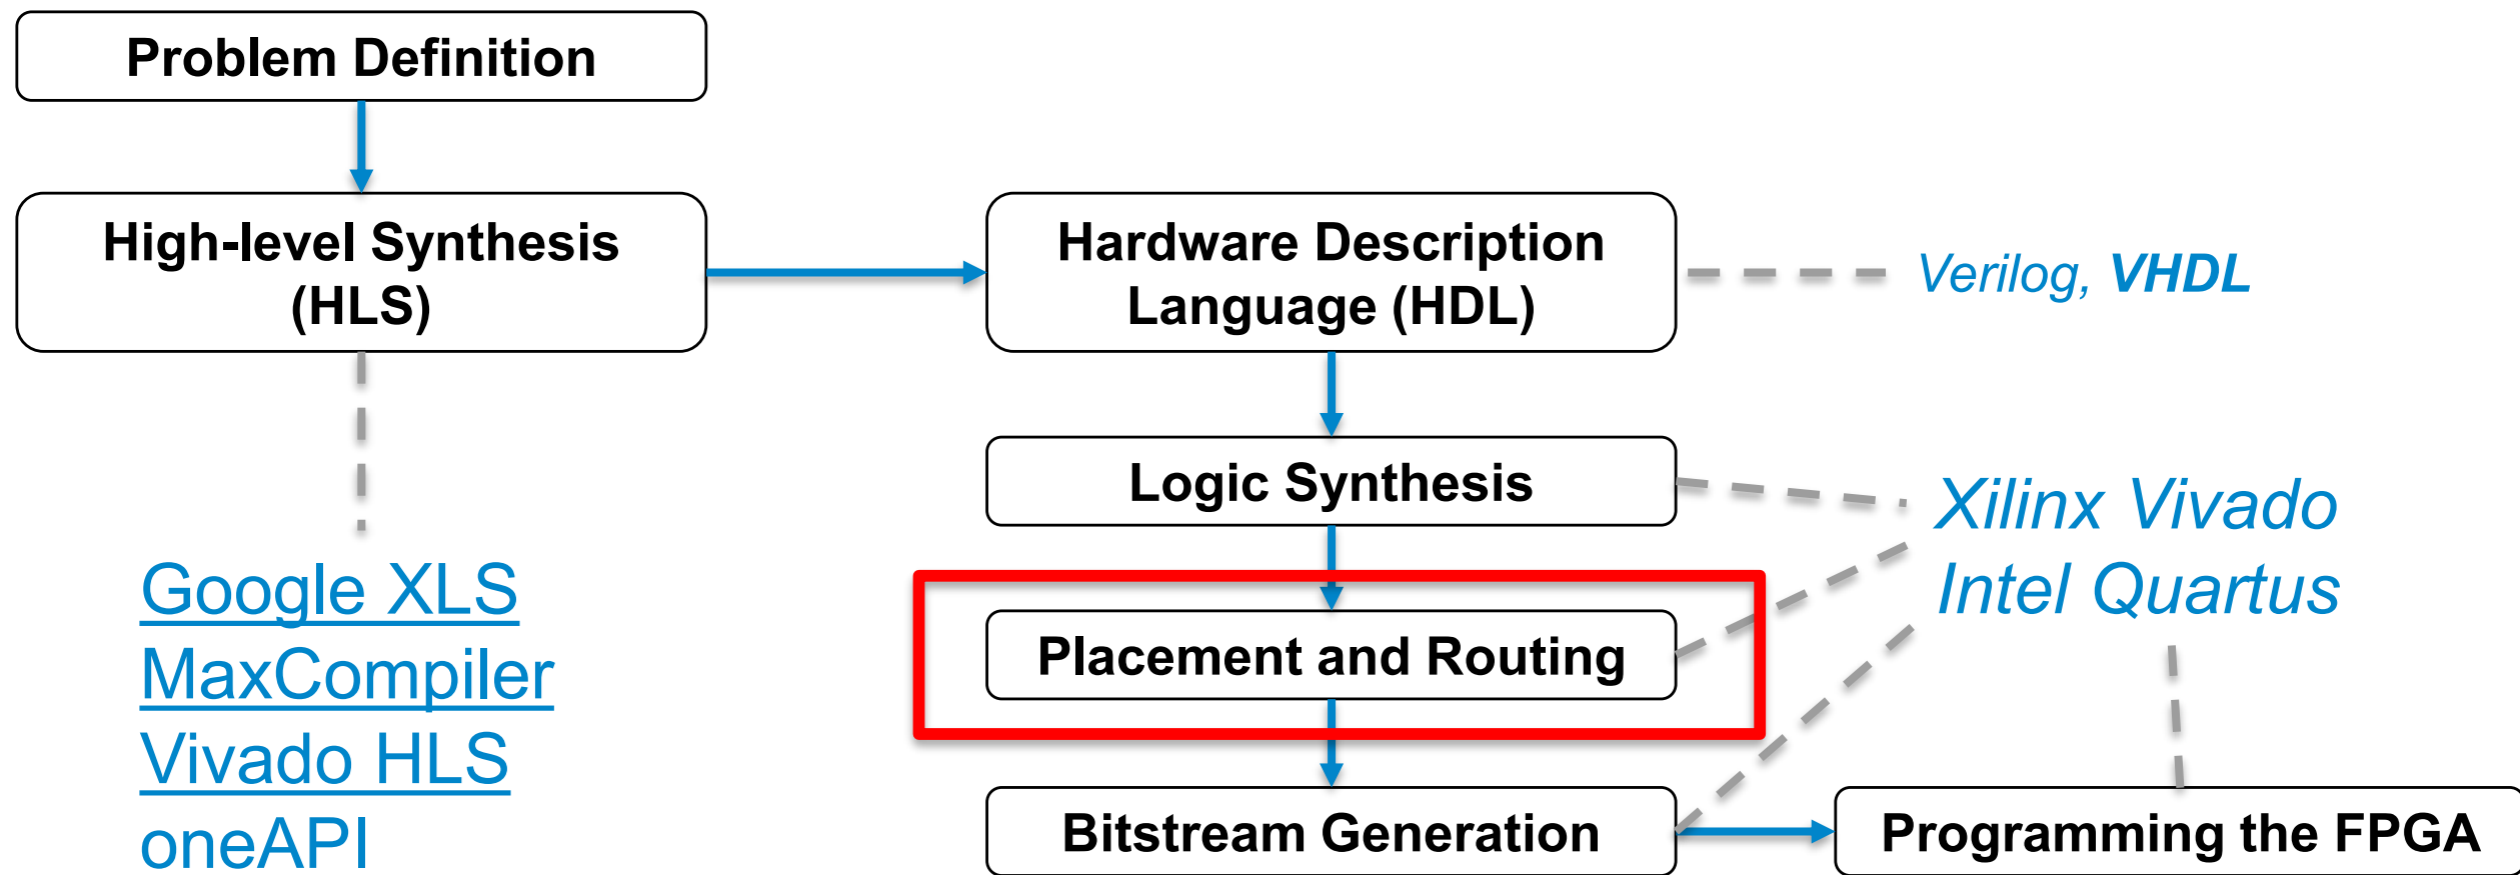 Problem Definition
High-level Synthesis
(HLS)
Hardware Description
Language (HDL)
Verilog, VHDL
Logic Synthesis
Xilinx Vivado
Intel Quartus
Google XLS
MaxCompiler
Vivado HLS
oneAPI
Placement and Routing
Bitstream Generation
Programming the FPGA